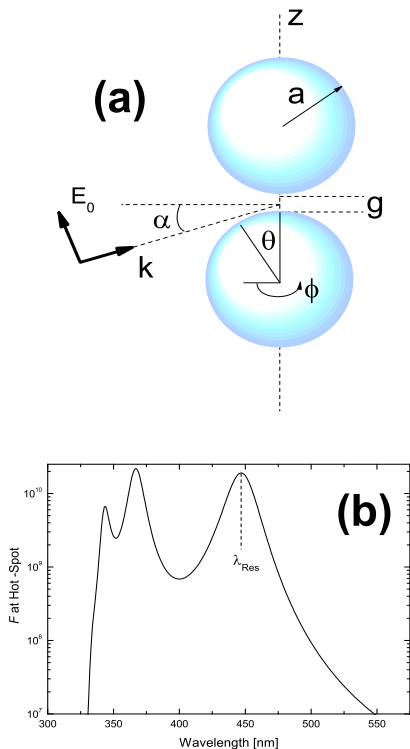 z
(a)
a
E0
g
α
θ
k
ϕ
(b)
10^10
10^9
10^8
10^7
F at Hot -Spot
λRes
300 350 400 450 500 550
Wavelength [nm]